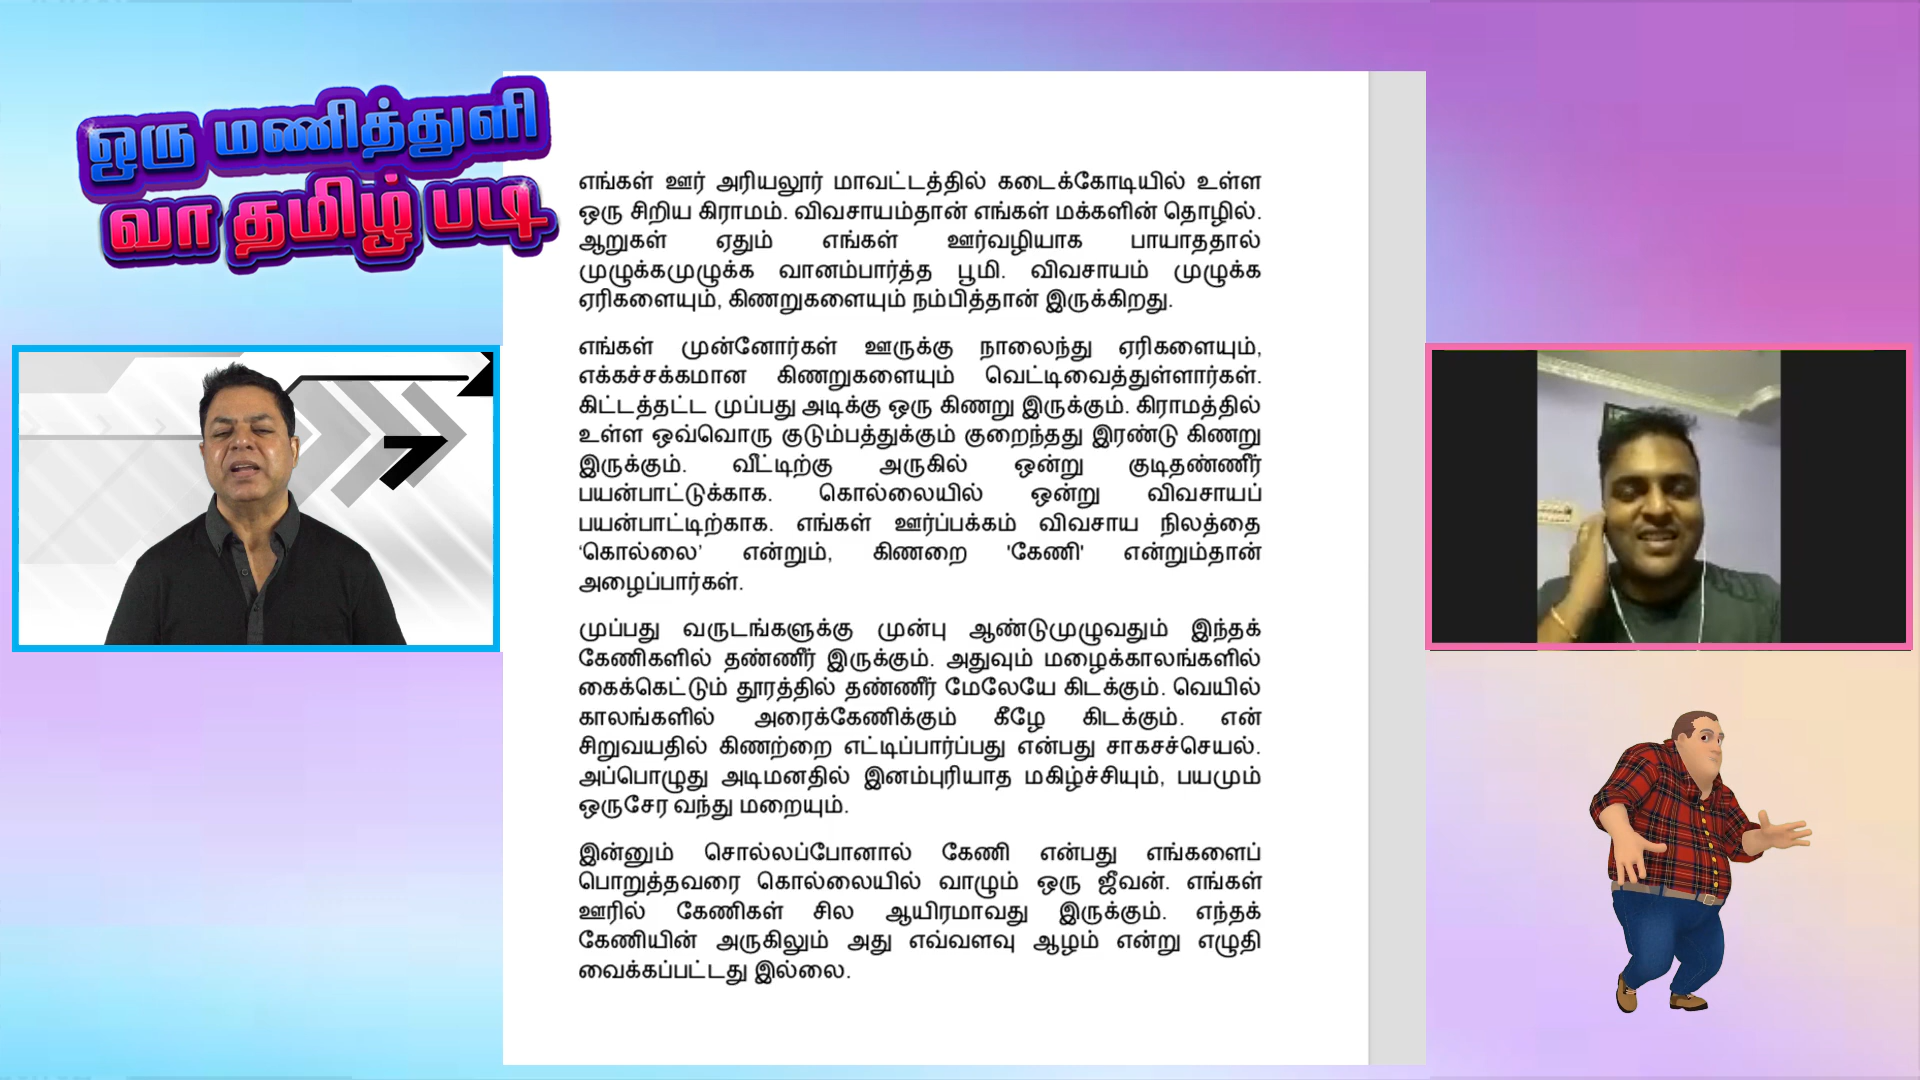 ஒரு மணித்துளி
வா தமிழ் படி
எங்கள் ஊர் அரியலூர் மாவட்டத்தில் கடைக்கோடியில் உள்ள
ஒரு சிறிய கிராமம். விவசாயம்தான் எங்கள் மக்களின் தொழில்.
ஆறுகள் ஏதும் எங்கள் ஊர்வழியாக பாயாததால்
முழுக்கமுழுக்க வானம்பார்த்த பூமி. விவசாயம் முழுக்க
ஏரிகளையும், கிணறுகளையும் நம்பித்தான் இருக்கிறது.
எங்கள் முன்னோர்கள் ஊருக்கு நாலைந்து ஏரிகளையும்,
எக்கச்சக்கமான கிணறுகளையும் வெட்டிவைத்துள்ளார்கள்.
கிட்டத்தட்ட முப்பது அடிக்கு ஒரு கிணறு இருக்கும். கிராமத்தில்
உள்ள ஒவ்வொரு குடும்பத்துக்கும் குறைந்தது இரண்டு கிணறு
இருக்கும். வீட்டிற்கு அருகில் ஒன்று குடிதண்ணீர்
பயன்பாட்டுக்காக. கொல்லையில் ஒன்று விவசாயப்
பயன்பாட்டிற்காக. எங்கள் ஊர்ப்பக்கம் விவசாய நிலத்தை
‘கொல்லை’ என்றும், கிணறை 'கேணி' என்றும்தான்
அழைப்பார்கள்.
முப்பது வருடங்களுக்கு முன்பு ஆண்டுமுழுவதும் இந்தக்
கேணிகளில் தண்ணீர் இருக்கும். அதுவும் மழைக்காலங்களில்
கைக்கெட்டும் தூரத்தில் தண்ணீர் மேலேயே கிடக்கும். வெயில்
காலங்களில் அரைக்கேணிக்கும் கீழே கிடக்கும். என்
சிறுவயதில் கிணற்றை எட்டிப்பார்ப்பது என்பது சாகசச்செயல்.
அப்பொழுது அடிமனதில் இனம்புரியாத மகிழ்ச்சியும், பயமும்
ஒருசேர வந்து மறையும்.
இன்னும் சொல்லப்போனால் கேணி என்பது எங்களைப்
பொறுத்தவரை கொல்லையில் வாழும் ஒரு ஜீவன். எங்கள்
ஊரில் கேணிகள் சில ஆயிரமாவது இருக்கும். எந்தக்
கேணியின் அருகிலும் அது எவ்வளவு ஆழம் என்று எழுதி
வைக்கப்பட்டது இல்லை.